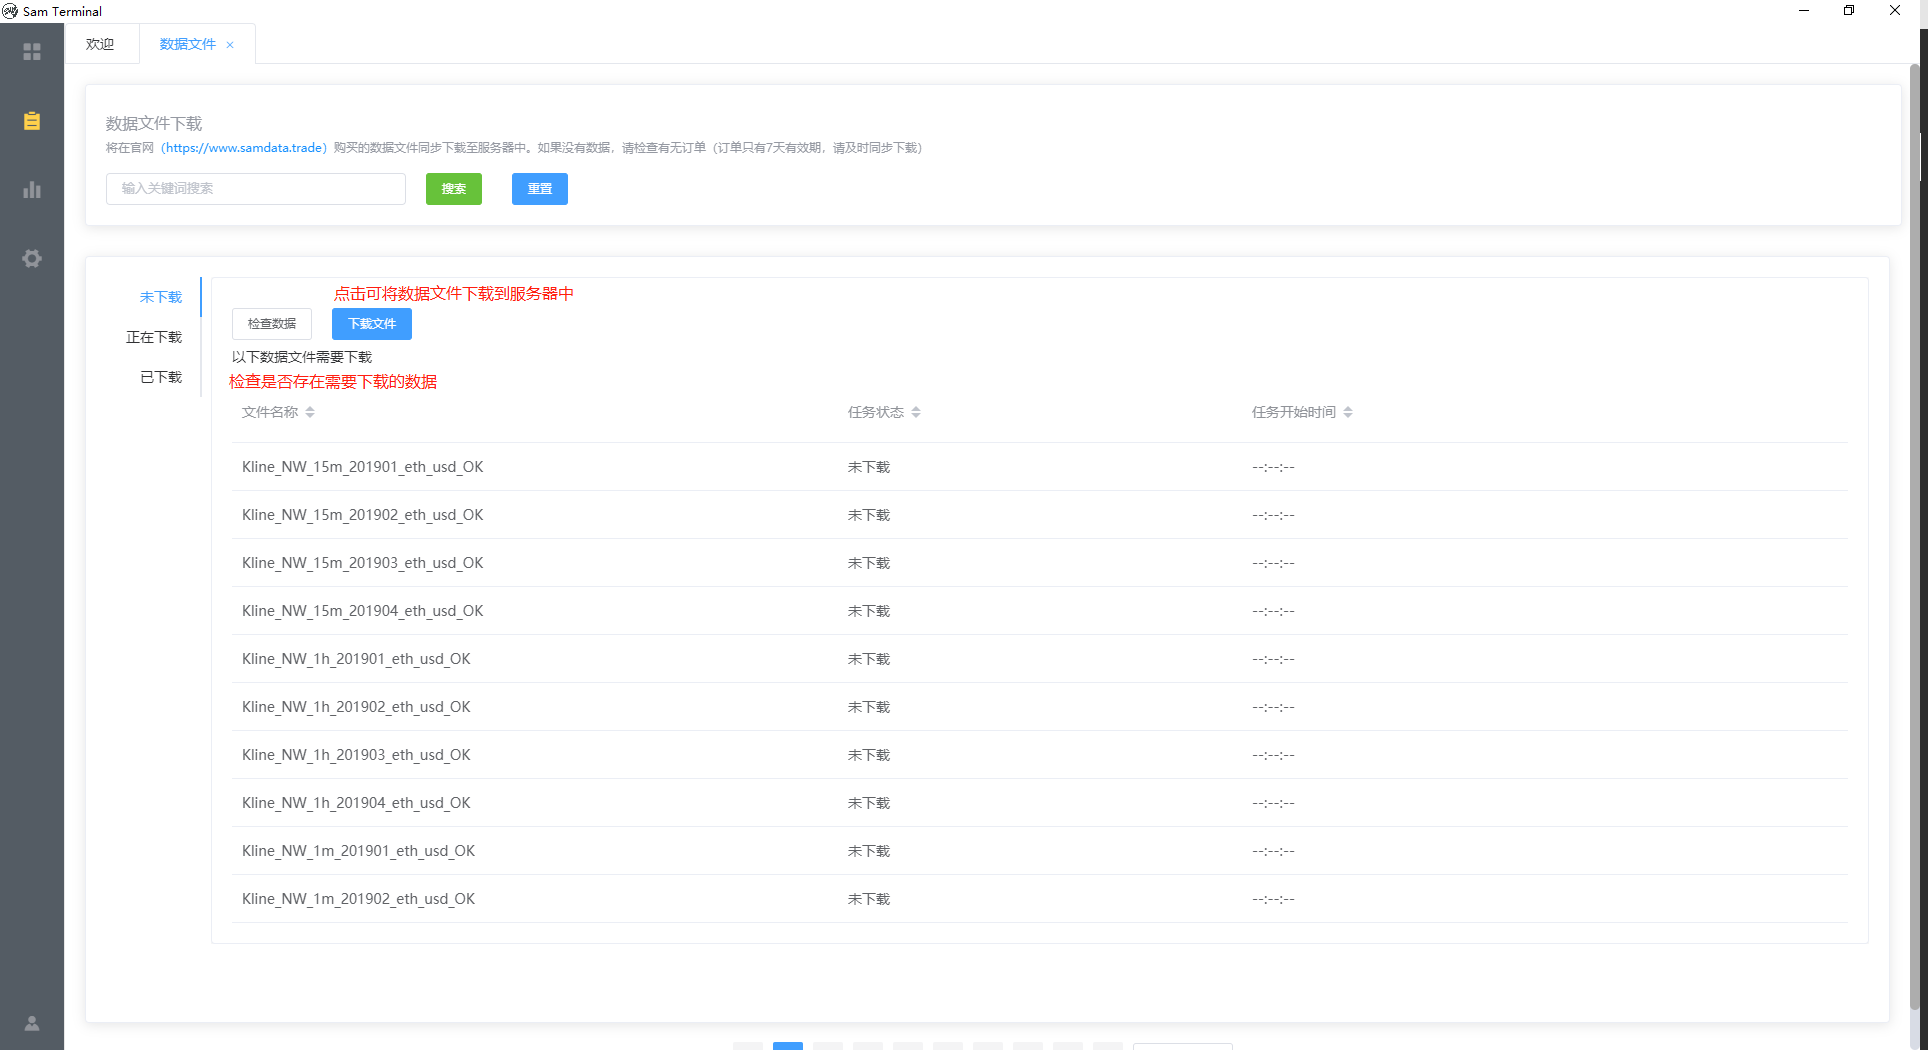 Sam Terminal
欢迎
数据文件 ×
数据文件下载
将在官网（https://www.samdata.trade）购买的数据文件同步下载至服务器中。如果没有数据，请检查有无订单（订单只有7天有效期，请及时同步下载）
输入关键词搜索 搜索 重置
未下载
正在下载
已下载
点击可将数据文件下载到服务器中
检查数据 下载文件
以下数据文件需要下载
检查是否存在需要下载的数据
文件名称 任务状态 任务开始时间
Kline_NW_15m_201901_eth_usd_OK 未下载 --:--:--
Kline_NW_15m_201902_eth_usd_OK 未下载 --:--:--
Kline_NW_15m_201903_eth_usd_OK 未下载 --:--:--
Kline_NW_15m_201904_eth_usd_OK 未下载 --:--:--
Kline_NW_1h_201901_eth_usd_OK 未下载 --:--:--
Kline_NW_1h_201902_eth_usd_OK 未下载 --:--:--
Kline_NW_1h_201903_eth_usd_OK 未下载 --:--:--
Kline_NW_1h_201904_eth_usd_OK 未下载 --:--:--
Kline_NW_1m_201901_eth_usd_OK 未下载 --:--:--
Kline_NW_1m_201902_eth_usd_OK 未下载 --:--:--